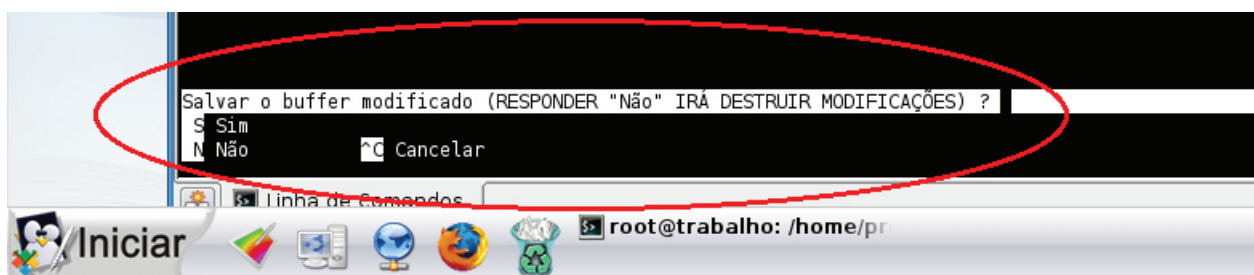 Salvar o buffer modificado (RESPONDER "Não" IRÁ DESTRUIR MODIFICAÇÕES) ?
S Sim
N Não ^C Cancelar
Linha de Comandos
Iniciar root@trabalho: /home/pr